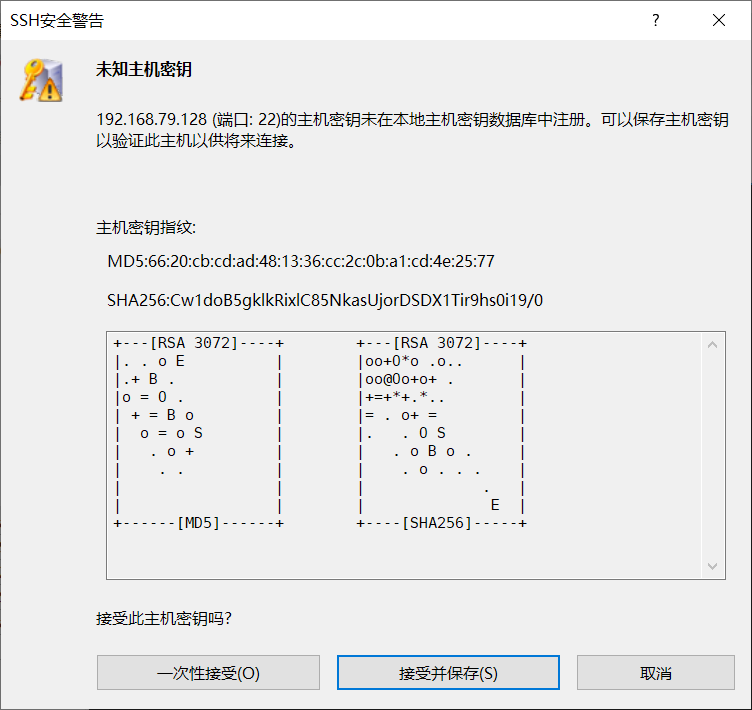 SSH安全警告
未知主机密钥
192.168.79.128 (端口: 22)的主机密钥未在本地主机密钥数据库中注册。可以保存主机密钥
以验证此主机以供将来连接。
主机密钥指纹:
MD5:66:20:cb:cd:ad:48:13:36:cc:2c:0b:a1:cd:4e:25:77
SHA256:Cw1doB5gklkRixlC85NkasUjorDSDX1Tir9hs0i19/0
+---[RSA 3072]----+        +---[RSA 3072]----+
|. . o E          |        |oo+O*o .o..      |
|.+ B .           |        |oo@Oo+o+ .       |
|o = O .          |        |+=+*+.*..        |
| + = B o         |        |= . o+ =         |
|  o = o S        |        |.   . O S        |
|   . o +         |        |   . o B o .     |
|    . .          |        |    . o . . .    |
|                 |        |             .   |
|                 |        |              E  |
+------[MD5]------+        +----[SHA256]-----+
接受此主机密钥吗?
一次性接受(O)
接受并保存(S)
取消